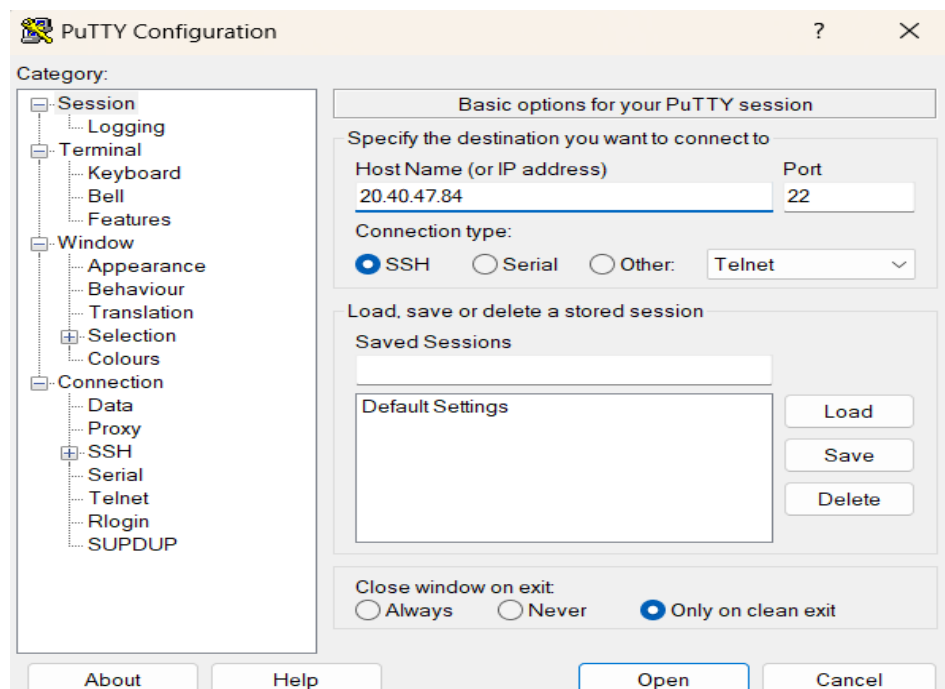 PuTTY Configuration
?
Category:
Session
Logging
Terminal
Keyboard
Bell
Features
Window
Appearance
Behaviour
Translation
Selection
Colours
Connection
Data
Proxy
SSH
Serial
Telnet
Rlogin
SUPDUP
Basic options for your PuTTY session
Specify the destination you want to connect to
Host Name (or IP address) Port
20.40.47.84 22
Connection type:
SSH Serial Other: Telnet
Load, save or delete a stored session
Saved Sessions
Default Settings
Load
Save
Delete
Close window on exit:
Always Never Only on clean exit
About Help Open Cancel